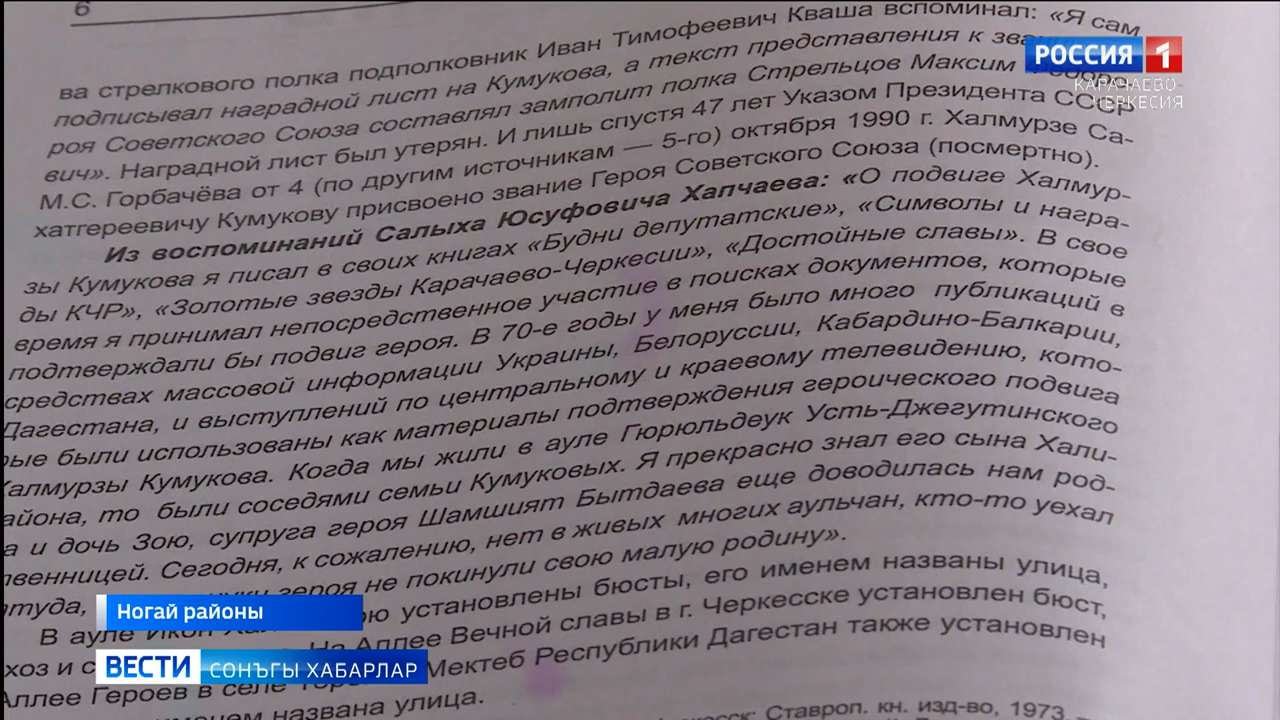 6
ва стрелкового полка подполковник Иван Тимофеевич Кваша вспоминал: «Я сам
подписывал наградной лист на Кумукова, а текст представления к
роя Советского Союза составлял замполит полка Стрельцов Максим
вич». Наградной лист был утерян. И лишь спустя 47 лет Указом Президента СССР
М.С. Горбачёва от 4 (по другим источникам — 5-го) октября 1990 г. Халмурзе Са-
хатгереевичу Кумукову присвоено звание Героя Советского Союза (посмертно).
Из воспоминаний Салыха Юсуфовича Хапчаева: «О подвиге Халмур-
зы Кумукова я писал в своих книгах «Будни депутатские», «Символы и награ-
ды КЧР», «Золотые звезды Карачаево-Черкесии», «Достойные славы». В свое
время я принимал непосредственное участие в поисках документов, которые
подтверждали бы подвиг героя. В 70-е годы у меня было много публикаций в
средствах массовой информации Украины, Белоруссии, Кабардино-Балкарии,
Дагестана, и выступлений по центральному и краевому телевидению, кото-
рые были использованы как материалы подтверждения героического подвига
Халмурзы Кумукова. Когда мы жили в ауле Гюрюльдеук Усть-Джегутинского
айона, то были соседями семьи Кумуковых. Я прекрасно знал его сына Хали-
а и дочь Зою, супруга героя Шамшият Бытдаева еще доводилась нам род-
твенницей. Сегодня, к сожалению, нет в живых многих аульчан, кто-то уехал
ттуда, героя не покинули свою малую родину».
В ауле Икон установлены бюсты, его именем названы улица,
хоз и На Аллее Вечной славы в г. Черкесске установлен бюст,
Аллее Героев в селе Мектеб Республики Дагестан также установлен
именем названа улица.
Ставроп. кн. изд-во, 1973. –
РОССИЯ 1
КАРАЧАЕВО-
ЧЕРКЕСИЯ
Ногай районы
ВЕСТИ СОНЪГЫ ХАБАРЛАР